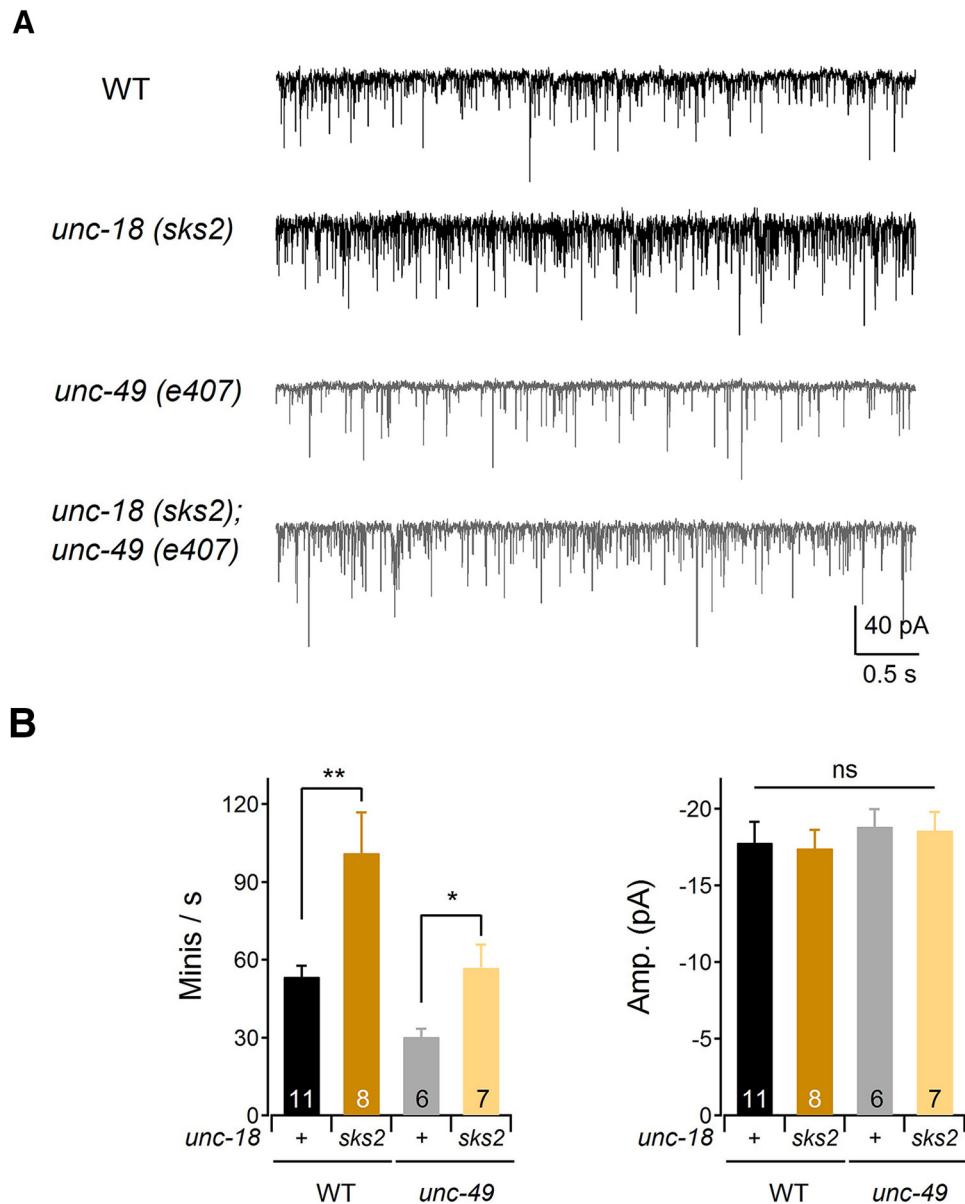 A
WT
unc-18 (sks2)
unc-49 (e407)
unc-18 (sks2);
unc-49 (e407)
40 pA
0.5 s
B
**
*
120
90
60
30
0
Minis / s
11
8
6
7
unc-18
+
sks2
+
sks2
WT
unc-49
ns
-20
-15
-10
-5
0
Amp. (pA)
11
8
6
7
unc-18
+
sks2
+
sks2
WT
unc-49